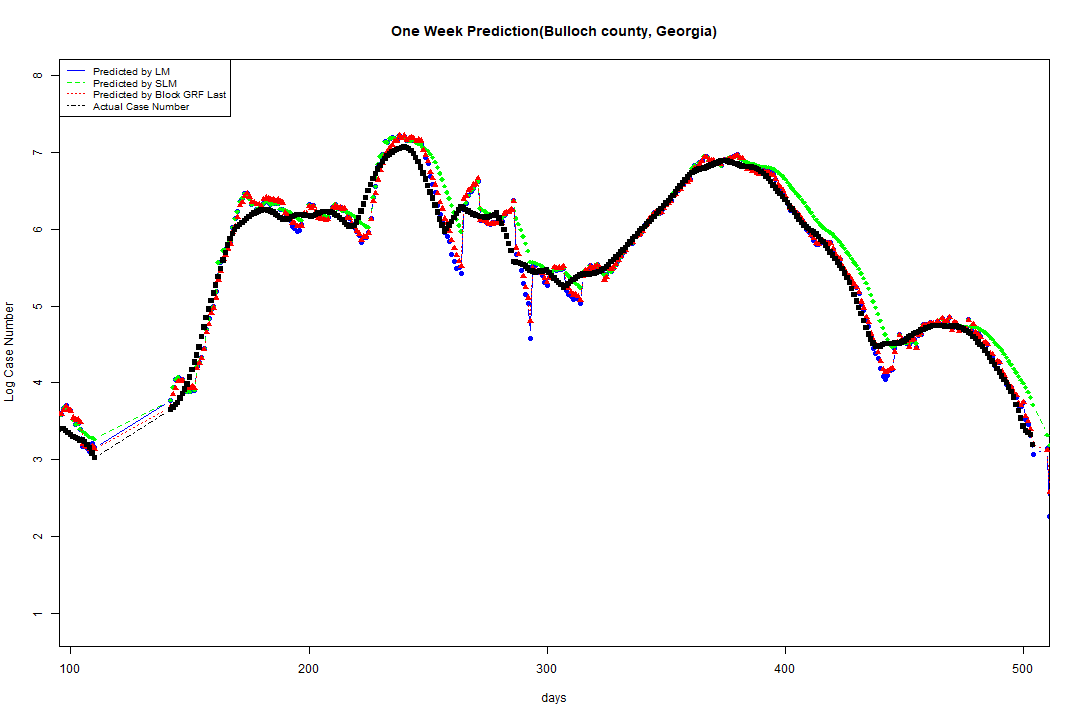 One Week Prediction(Bulloch county, Georgia)
Predicted by LM
Predicted by SLM
Predicted by Block GRF Last
Actual Case Number
8
7
6
5
4
3
2
1
Log Case Number
100 200 300 400 500
days